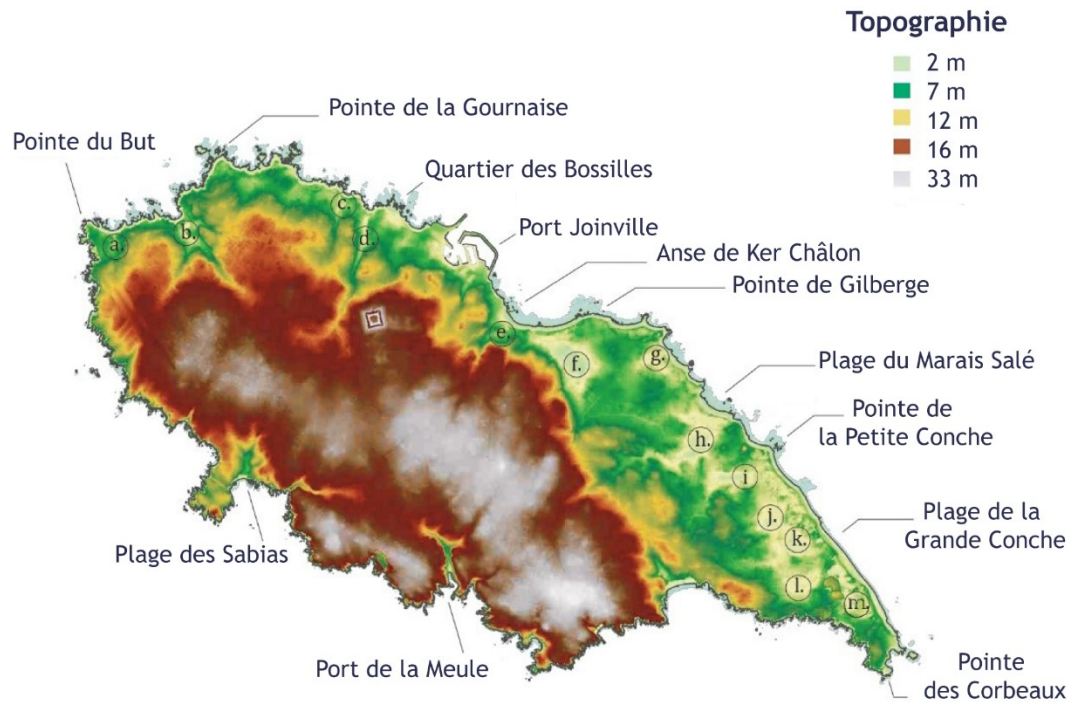 Topographie
2 m
7 m
12 m
16 m
33 m
Pointe de la Gournaise
Pointe du But
Quartier des Bossilles
Port Joinville
Anse de Ker Châlon
Pointe de Gilberge
Plage du Marais Salé
Pointe de
la Petite Conche
Plage de la
Grande Conche
Pointe
des Corbeaux
Port de la Meule
Plage des Sabias
a.
b.
c.
d.
e.
f.
g.
h.
i
j.
k.
l.
m.